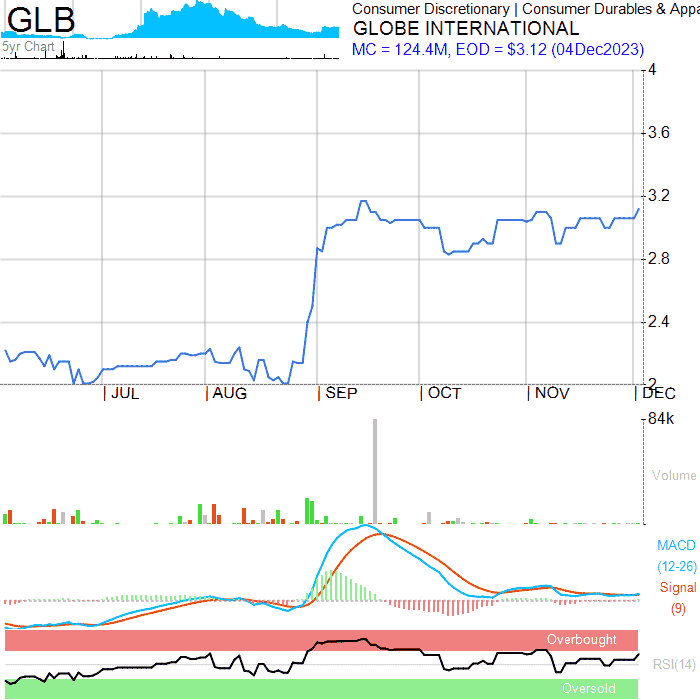 GLB
Consumer Discretionary | Consumer Durables & Appa
GLOBE INTERNATIONAL
MC = 124.4M, EOD = $3.12 (04Dec2023)
5yr Chart
4
3.6
3.2
2.8
2.4
2
JUL
AUG
SEP
OCT
NOV
DEC
84k
Volume
MACD
(12-26)
Signal
(9)
Overbought
RSI(14)
Oversold